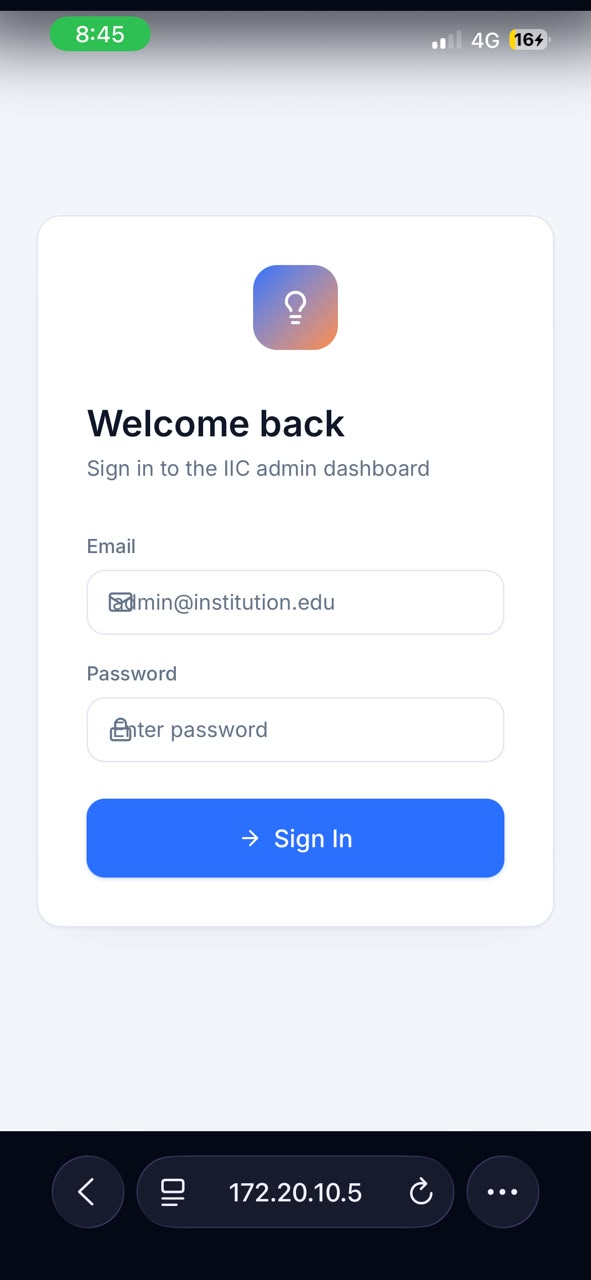 8:45
4G
16
Welcome back
Sign in to the IIC admin dashboard
Email
admin@institution.edu
Password
Enter password
Sign In
172.20.10.5